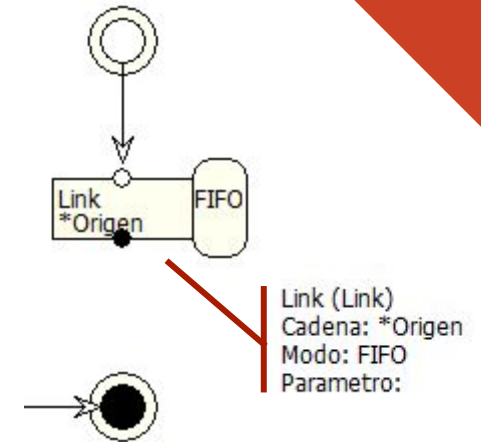 Link
*Origen
FIFO
Link (Link)
Cadena: *Origen
Modo: FIFO
Parametro: